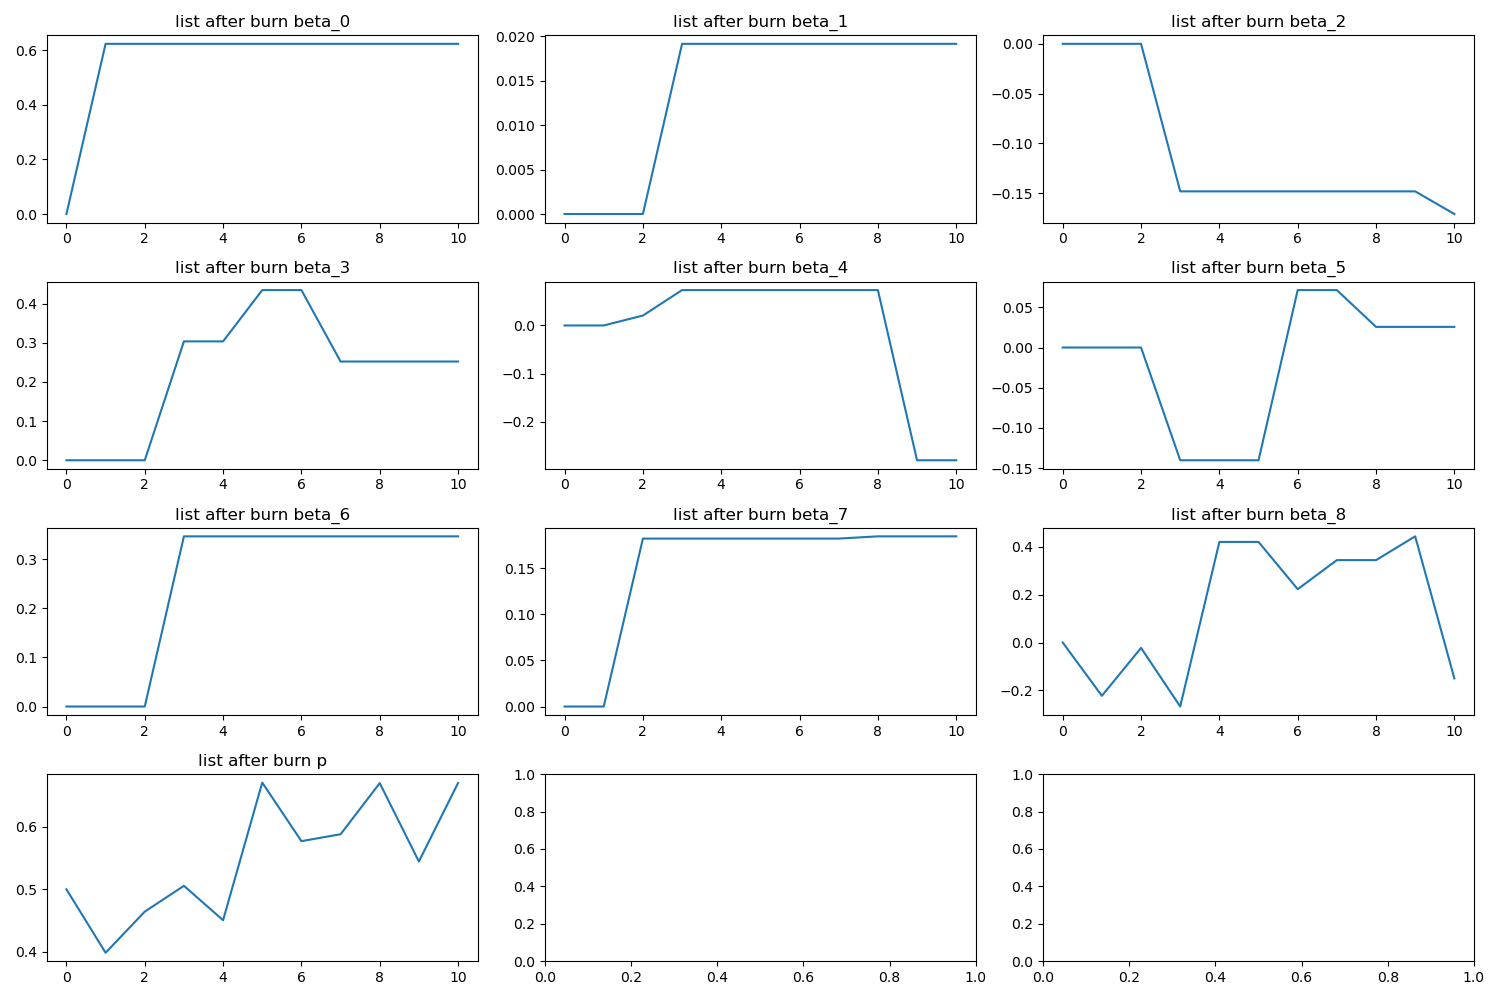 list after burn beta_0
list after burn beta_1
list after burn beta_2
0.6
0.4
0.2
0.0
0 2 4 6 8 10
0.020
0.015
0.010
0.005
0.000
0 2 4 6 8 10
0.00
−0.05
−0.10
−0.15
0 2 4 6 8 10
list after burn beta_3
list after burn beta_4
list after burn beta_5
0.4
0.3
0.2
0.1
0.0
0 2 4 6 8 10
0.0
−0.1
−0.2
0 2 4 6 8 10
0.05
0.00
−0.05
−0.10
−0.15
0 2 4 6 8 10
list after burn beta_6
list after burn beta_7
list after burn beta_8
0.3
0.2
0.1
0.0
0 2 4 6 8 10
0.15
0.10
0.05
0.00
0 2 4 6 8 10
0.4
0.2
0.0
−0.2
0 2 4 6 8 10
list after burn p
0.6
0.5
0.4
0 2 4 6 8 10
1.0
0.8
0.6
0.4
0.2
0.0
0.0 0.2 0.4 0.6 0.8 1.0
1.0
0.8
0.6
0.4
0.2
0.0
0.0 0.2 0.4 0.6 0.8 1.0